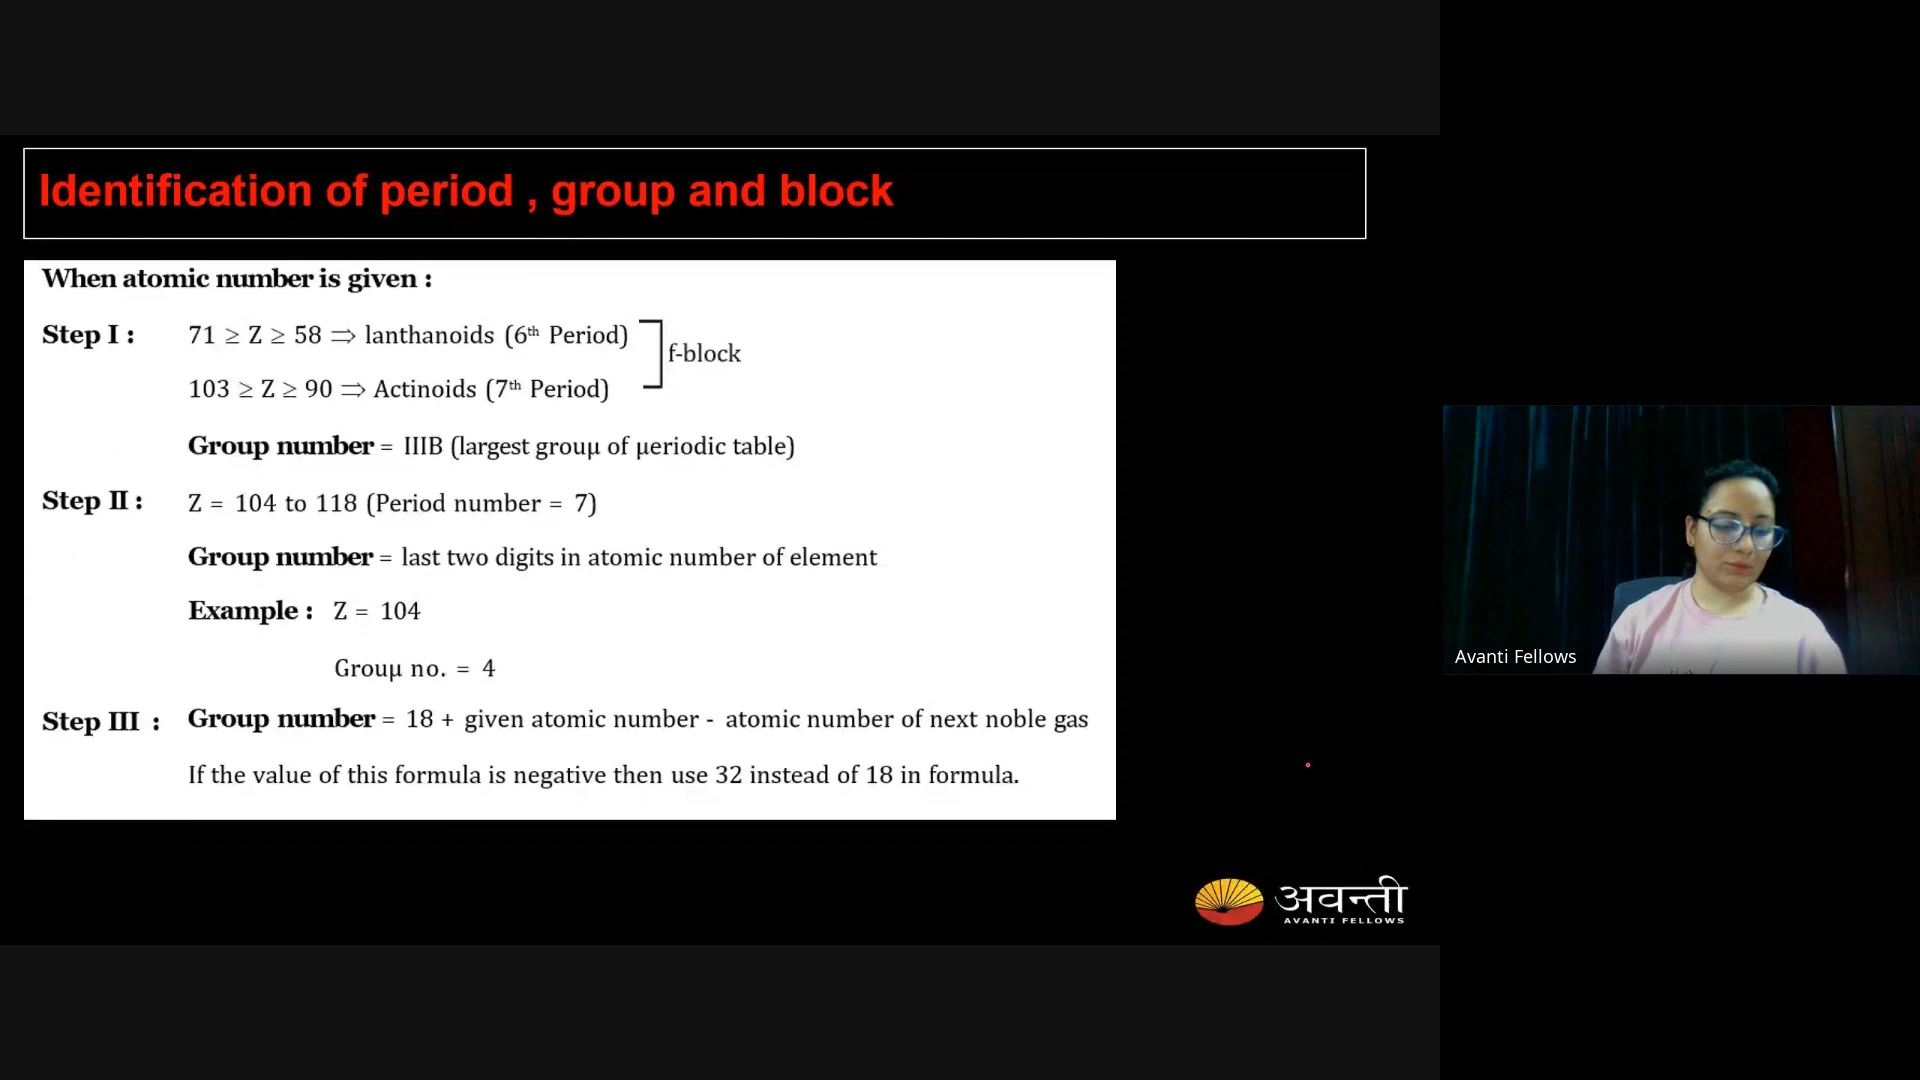 Identification of period , group and block
When atomic number is given :
Step I : 71 ≥ Z ≥ 58 ⇒ lanthanoids (6th Period)
f-block
103 ≥ Z ≥ 90 ⇒ Actinoids (7th Period)
Group number = IIIB (largest grouμ of μeriodic table)
Step II : Z = 104 to 118 (Period number = 7)
Group number = last two digits in atomic number of element
Example : Z = 104
Grouμ no. = 4
Step III : Group number = 18 + given atomic number - atomic number of next noble gas
If the value of this formula is negative then use 32 instead of 18 in formula.
Avanti Fellows
अवन्ती
AVANTI FELLOWS